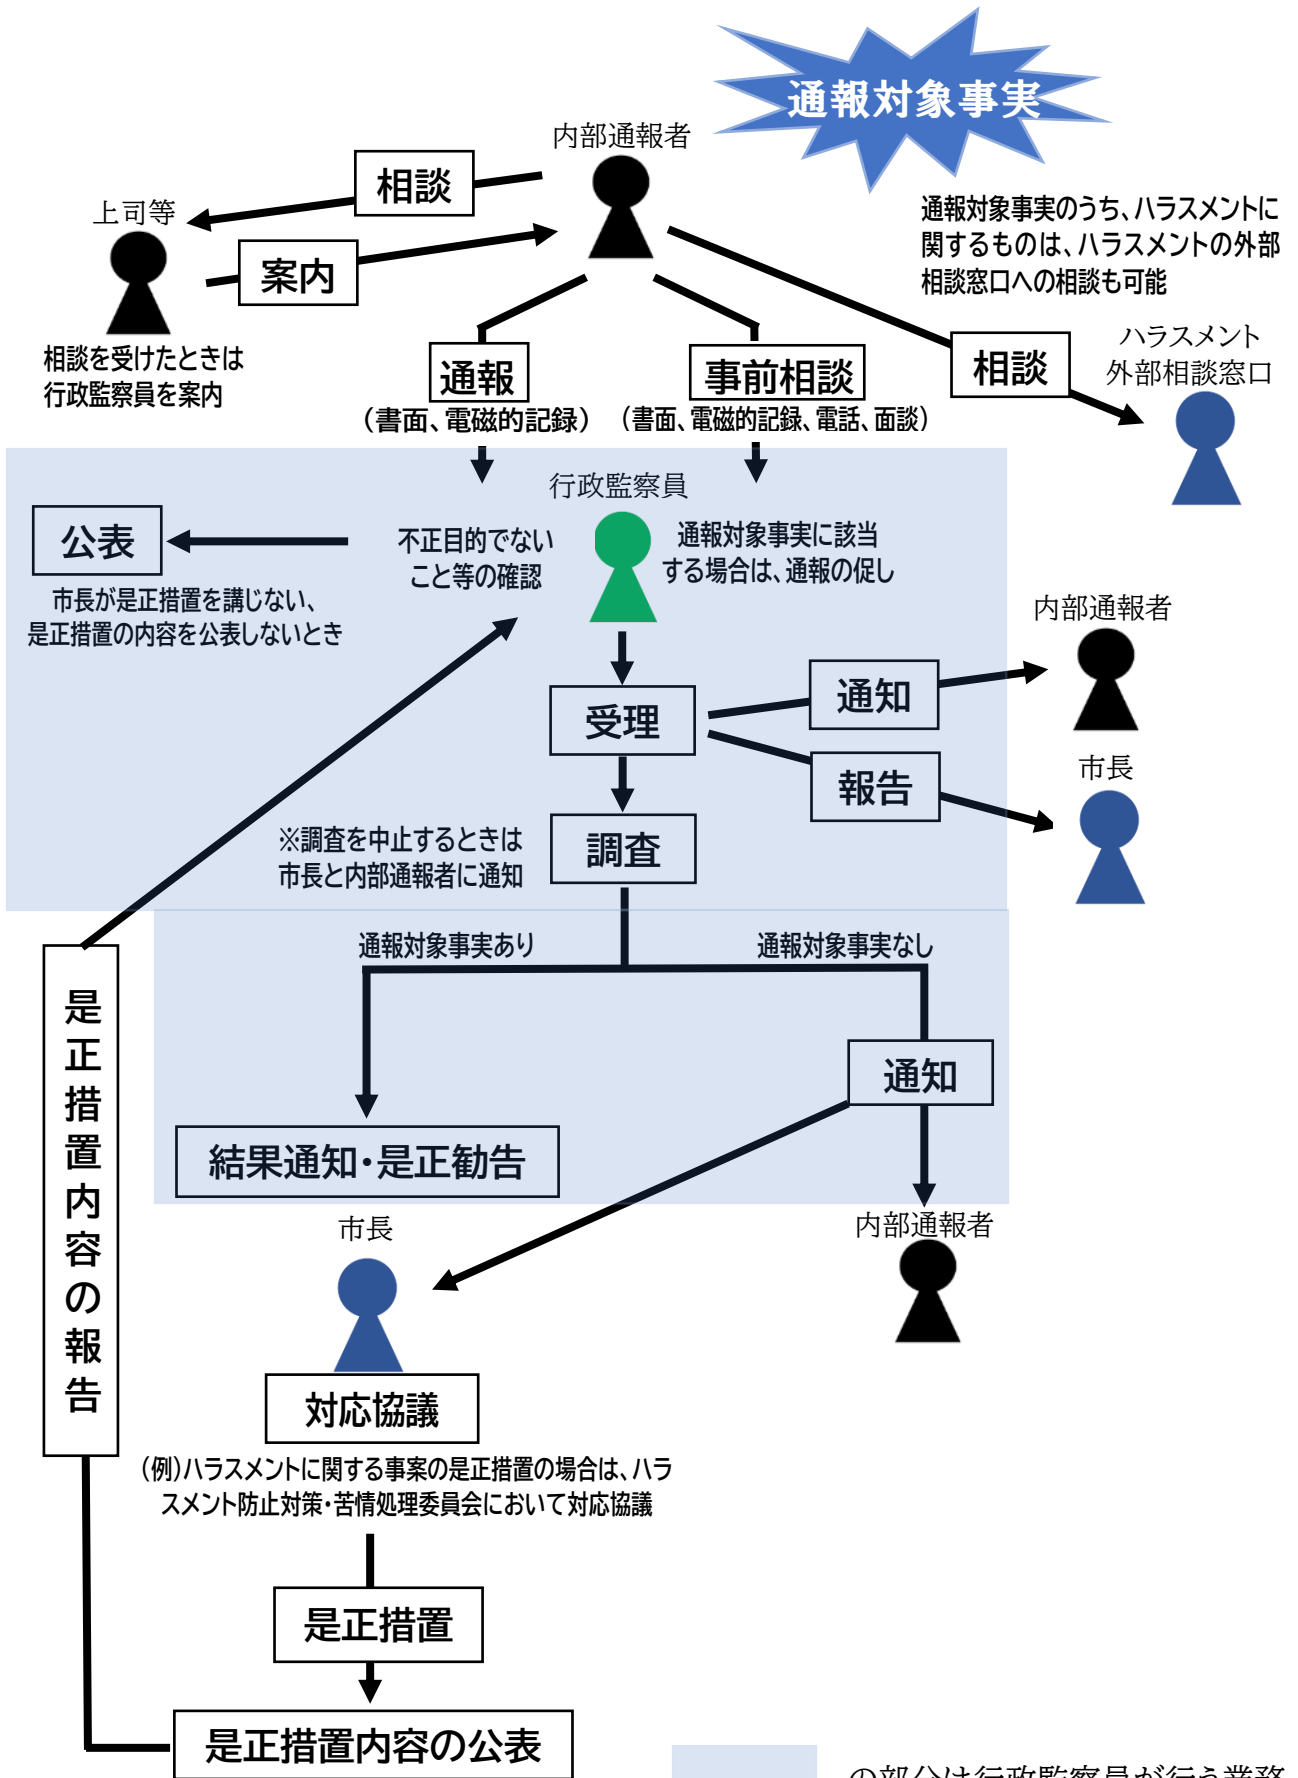 通報対象事実
内部通報者
相談
上司等
案内
通報対象事実のうち、ハラスメントに
関するものは、ハラスメントの外部
相談窓口への相談も可能
相談を受けたときは
行政監察員を案内
通報
(書面、電磁的記録)
事前相談
(書面、電磁的記録、電話、面談)
相談
ハラスメント
外部相談窓口
行政監察員
公表
市長が是正措置を講じない、
是正措置の内容を公表しないとき
不正目的でない
こと等の確認
通報対象事実に該当
する場合は、通報の促し
内部通報者
受理
通知
報告
市長
※調査を中止するときは
市長と内部通報者に通知
調査
通報対象事実あり
通報対象事実なし
是正措置内容の報告
通知
結果通知・是正勧告
市長
内部通報者
対応協議
(例)ハラスメントに関する事案の是正措置の場合は、ハラ
スメント防止対策・苦情処理委員会において対応協議
是正措置
是正措置内容の公表
の部分は行政監察員が行う業務